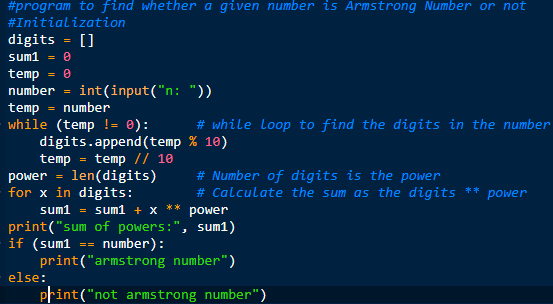 #program to find whether a given number is Armstrong Number or not
#Initialization
digits = []
sum1 = 0
temp = 0
number = int(input("n: "))
temp = number
while (temp != 0):      # while loop to find the digits in the number
    digits.append(temp % 10)
    temp = temp // 10
power = len(digits)     # Number of digits is the power
for x in digits:        # Calculate the sum as the digits ** power
    sum1 = sum1 + x ** power
print("sum of powers:", sum1)
if (sum1 == number):
    print("armstrong number")
else:
    print("not armstrong number")